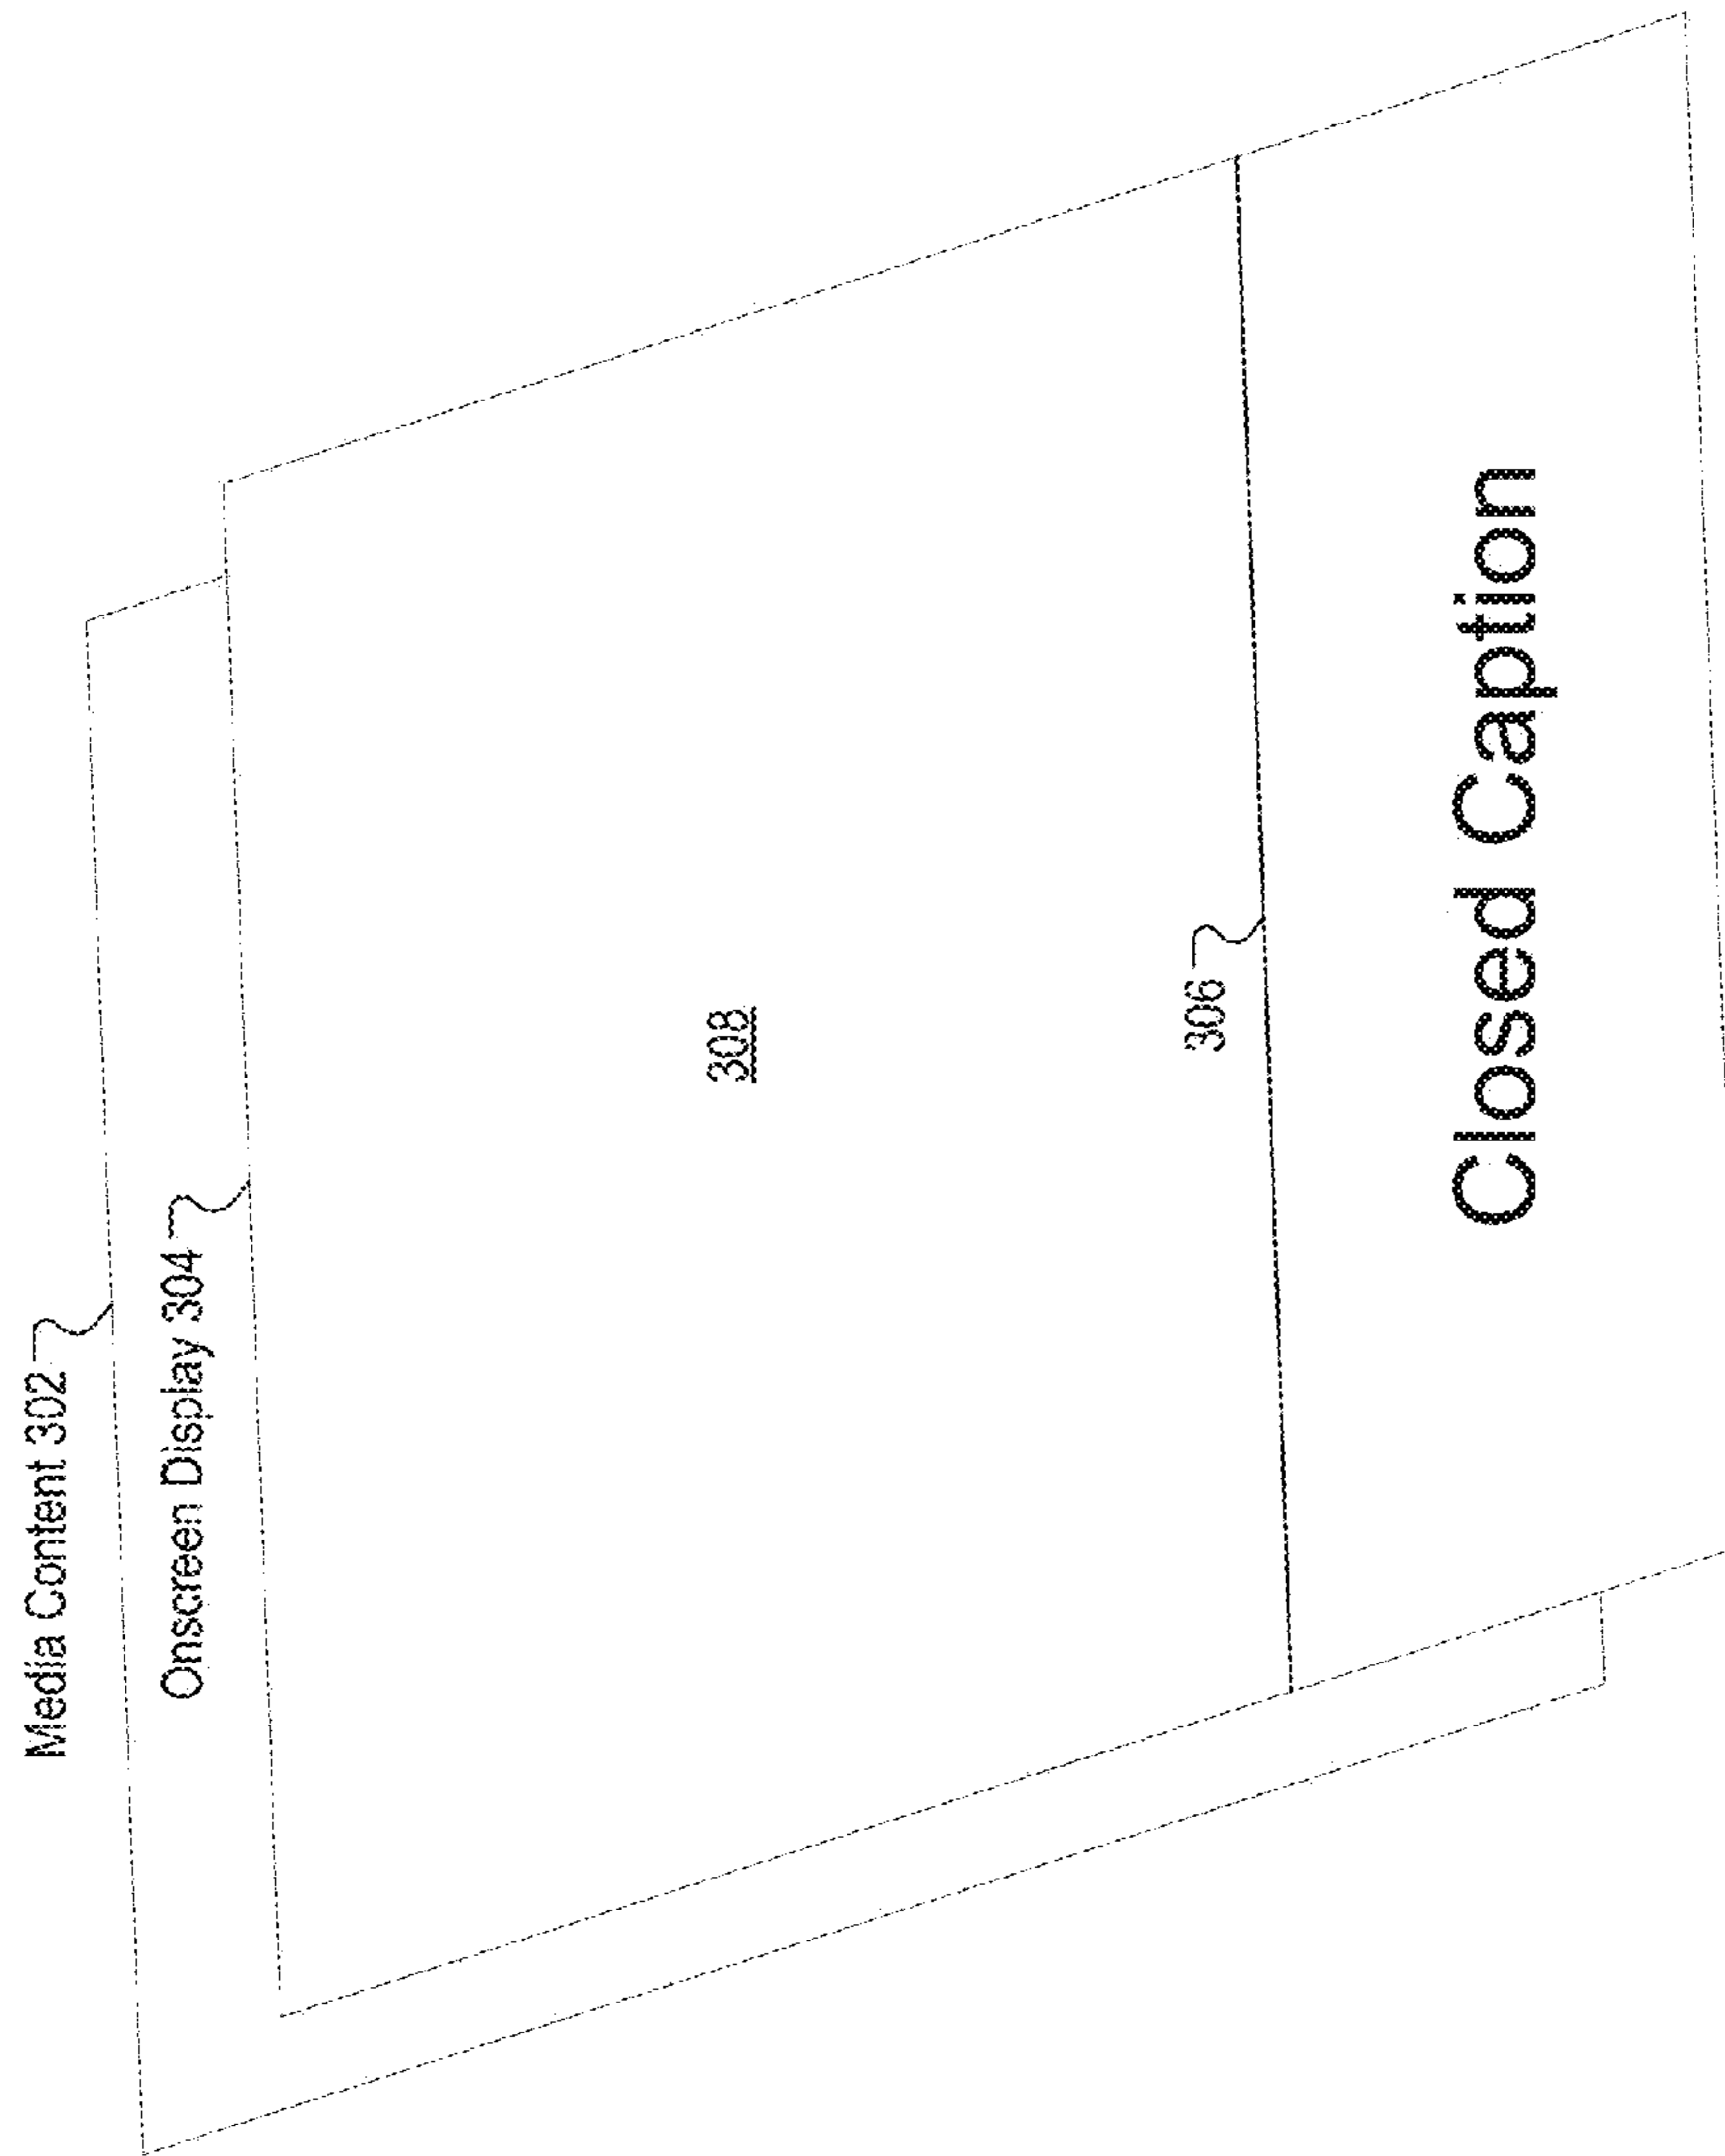 Media Content 302
Onscreen Display 304
308
306
Closed Caption